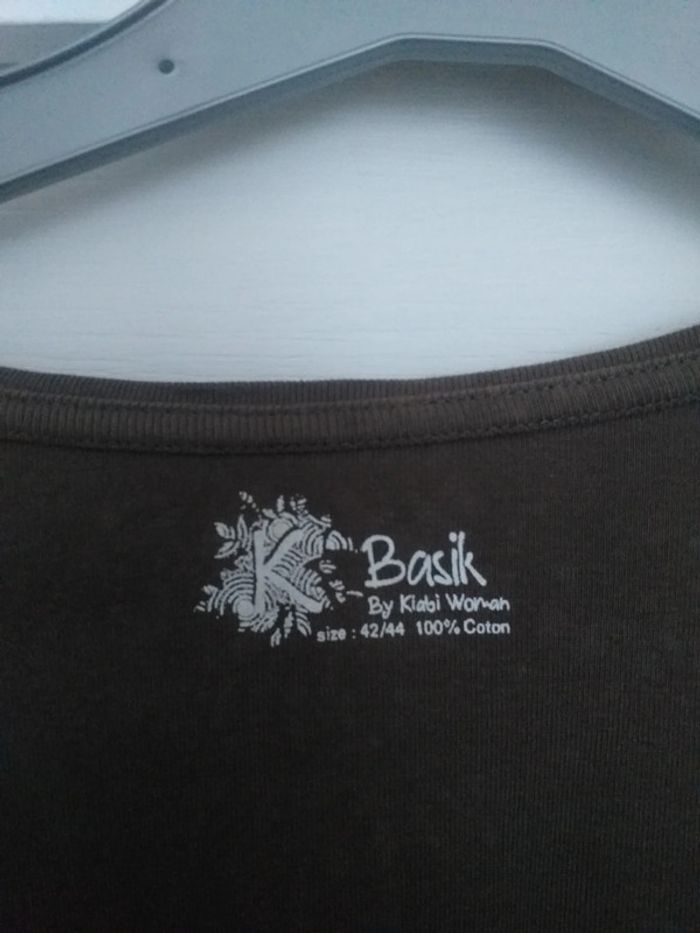 K
Basik
By Kiabi Woman
size : 42/44 100% Coton